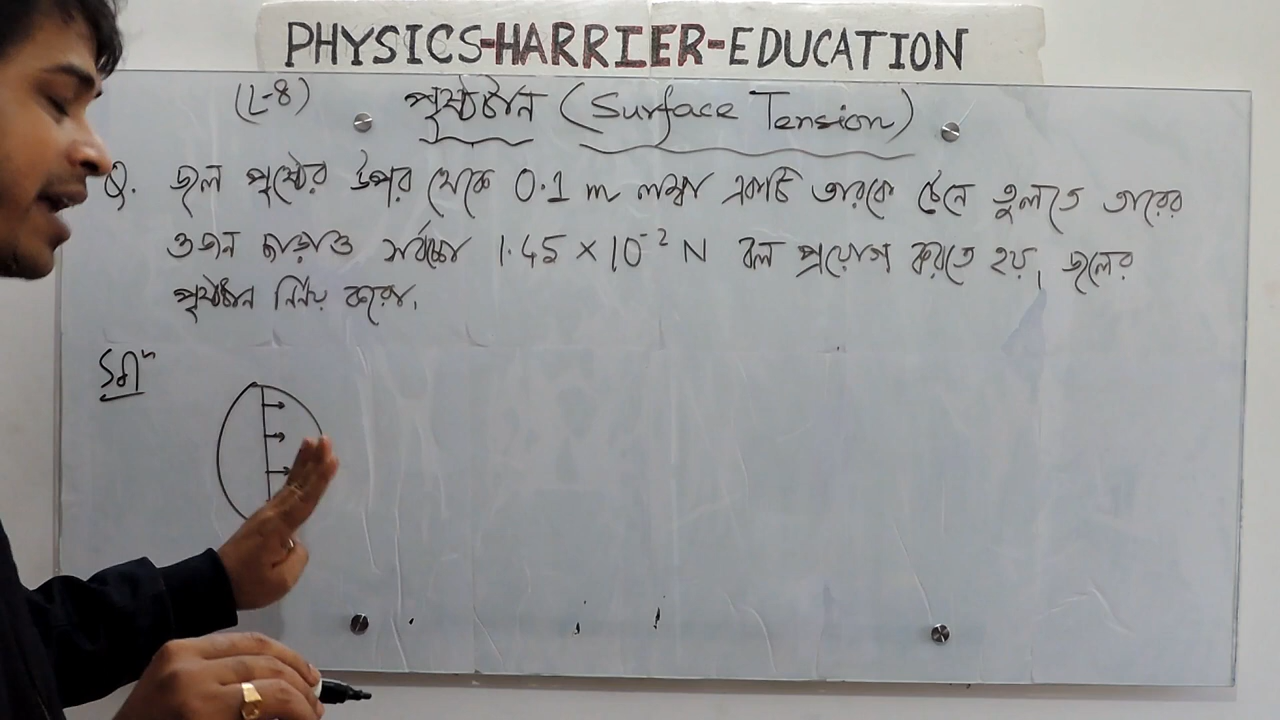 PHYSICS-HARRIER-EDUCATION
(L-8) পৃষ্ঠটান (Surface Tension)
Q. জল পৃষ্ঠের উপর থেকে 0.1 m লম্বা একটি তারকে টেনে তুলতে তারের
ওজন ছাড়াও সর্বোচ্চ 1.45 × 10⁻² N বল প্রয়োগ করতে হয়। জলের
পৃষ্ঠটান নির্ণয় করো।
Solⁿ